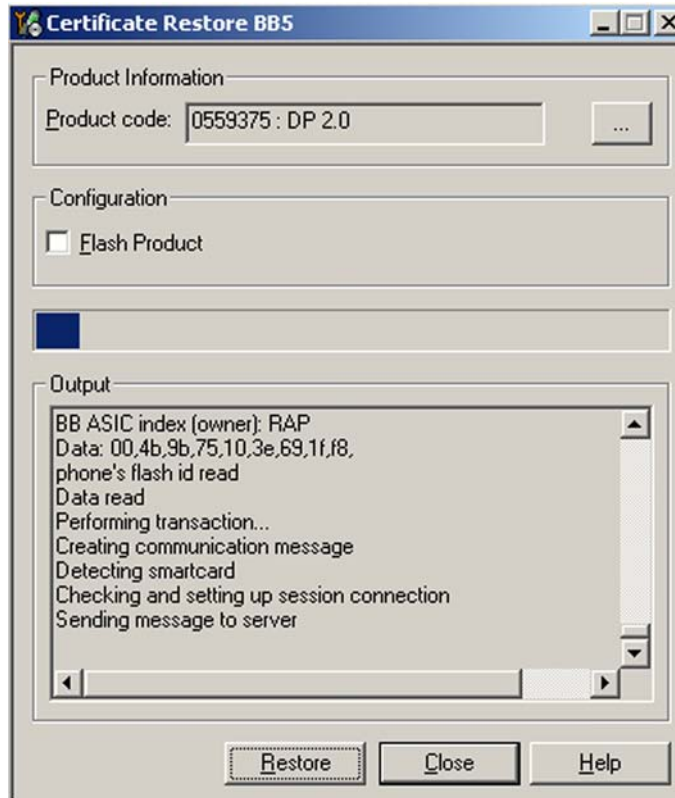 Certificate Restore BB5
Product Information
Product code: 0559375 : DP 2.0
...
Configuration
Flash Product
Output
BB ASIC index (owner): RAP
Data: 00,4b,9b,75,10,3e,69,1f,f8,
phone's flash id read
Data read
Performing transaction...
Creating communication message
Detecting smartcard
Checking and setting up session connection
Sending message to server
Restore Close Help